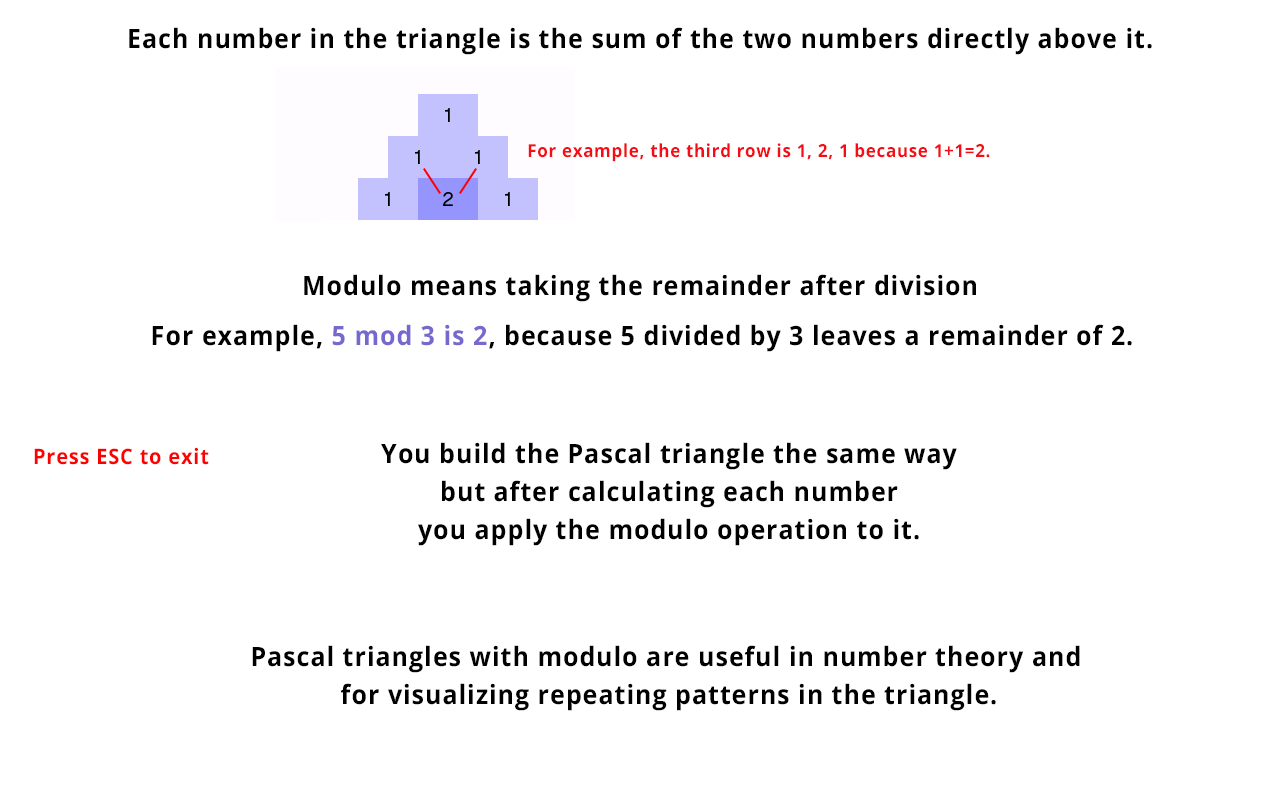 Each number in the triangle is the sum of the two numbers directly above it.
1
1 1
For example, the third row is 1, 2, 1 because 1+1=2.
1 2 1
Modulo means taking the remainder after division
For example, 5 mod 3 is 2, because 5 divided by 3 leaves a remainder of 2.
Press ESC to exit
You build the Pascal triangle the same way
but after calculating each number
you apply the modulo operation to it.
Pascal triangles with modulo are useful in number theory and
for visualizing repeating patterns in the triangle.